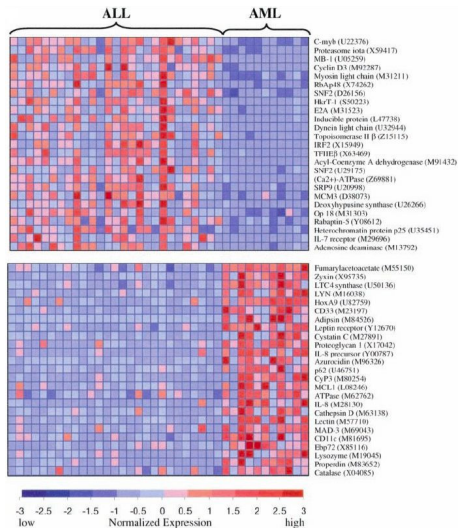 ALL AML
C-myb (U22376)
Proteasome iota (X59417)
MB-1 (U05259)
Cyclin D3 (M92287)
Myosin light chain (M31211)
RbAp48 (X74262)
SNF2 (D26156)
HkrT-1 (S50223)
E2A (M31523)
Inducible protein (L47738)
Dynein light chain (U32944)
Topoisomerase II β (Z15115)
IRF2 (X15949)
TFIIEβ (X63469)
Acyl-Coenzyme A dehydrogenase (M91432)
SNF2 (U29175)
(Ca2+)-ATPase (Z69881)
SRP9 (U20998)
MCM3 (D38073)
Deoxyhypusine synthase (U26266)
Op 18 (M31303)
Rabaptin-5 (Y08612)
Heterochromatin protein p25 (U35451)
IL-7 receptor (M29696)
Adenosine deaminase (M13792)
Fumarylacetoacetate (M55150)
Zyxin (X95735)
LTC4 synthase (U50136)
LYN (M16038)
HoxA9 (U82759)
CD33 (M23197)
Adipsin (M84526)
Leptin receptor (Y12670)
Cystatin C (M27891)
Proteoglycan 1 (X17042)
IL-8 precursor (Y00787)
Azurocidin (M96326)
p62 (U46751)
CyP3 (M80254)
MCL1 (L08246)
ATPase (M62762)
IL-8 (M28130)
Cathepsin D (M63138)
Lectin (M57710)
MAD-3 (M69043)
CD11c (M81695)
Ebp72 (X85116)
Lysozyme (M19045)
Properdin (M83652)
Catalase (X04085)
-3 -2.5 -2 -1.5 -1 -0.5 0 0.5 1 1.5 2 2.5 3
low Normalized Expression high